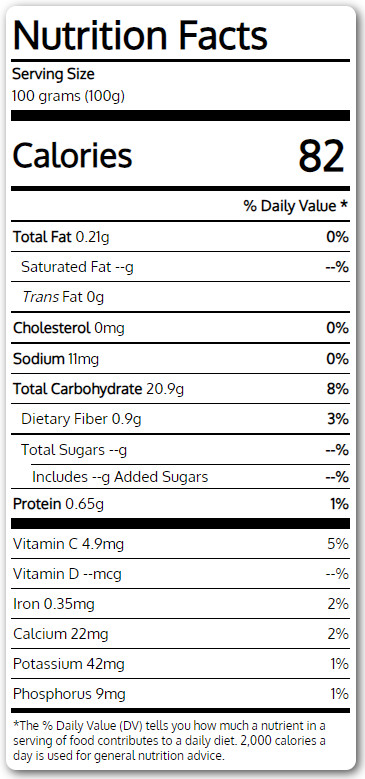 Nutrition Facts
Serving Size
100 grams (100g)
Calories 82
% Daily Value *
Total Fat 0.21g 0%
Saturated Fat --g --%
Trans Fat 0g
Cholesterol 0mg 0%
Sodium 11mg 0%
Total Carbohydrate 20.9g 8%
Dietary Fiber 0.9g 3%
Total Sugars --g --%
Includes --g Added Sugars --%
Protein 0.65g 1%
Vitamin C 4.9mg 5%
Vitamin D --mcg --%
Iron 0.35mg 2%
Calcium 22mg 2%
Potassium 42mg 1%
Phosphorus 9mg 1%
*The % Daily Value (DV) tells you how much a nutrient in a
serving of food contributes to a daily diet. 2,000 calories a
day is used for general nutrition advice.